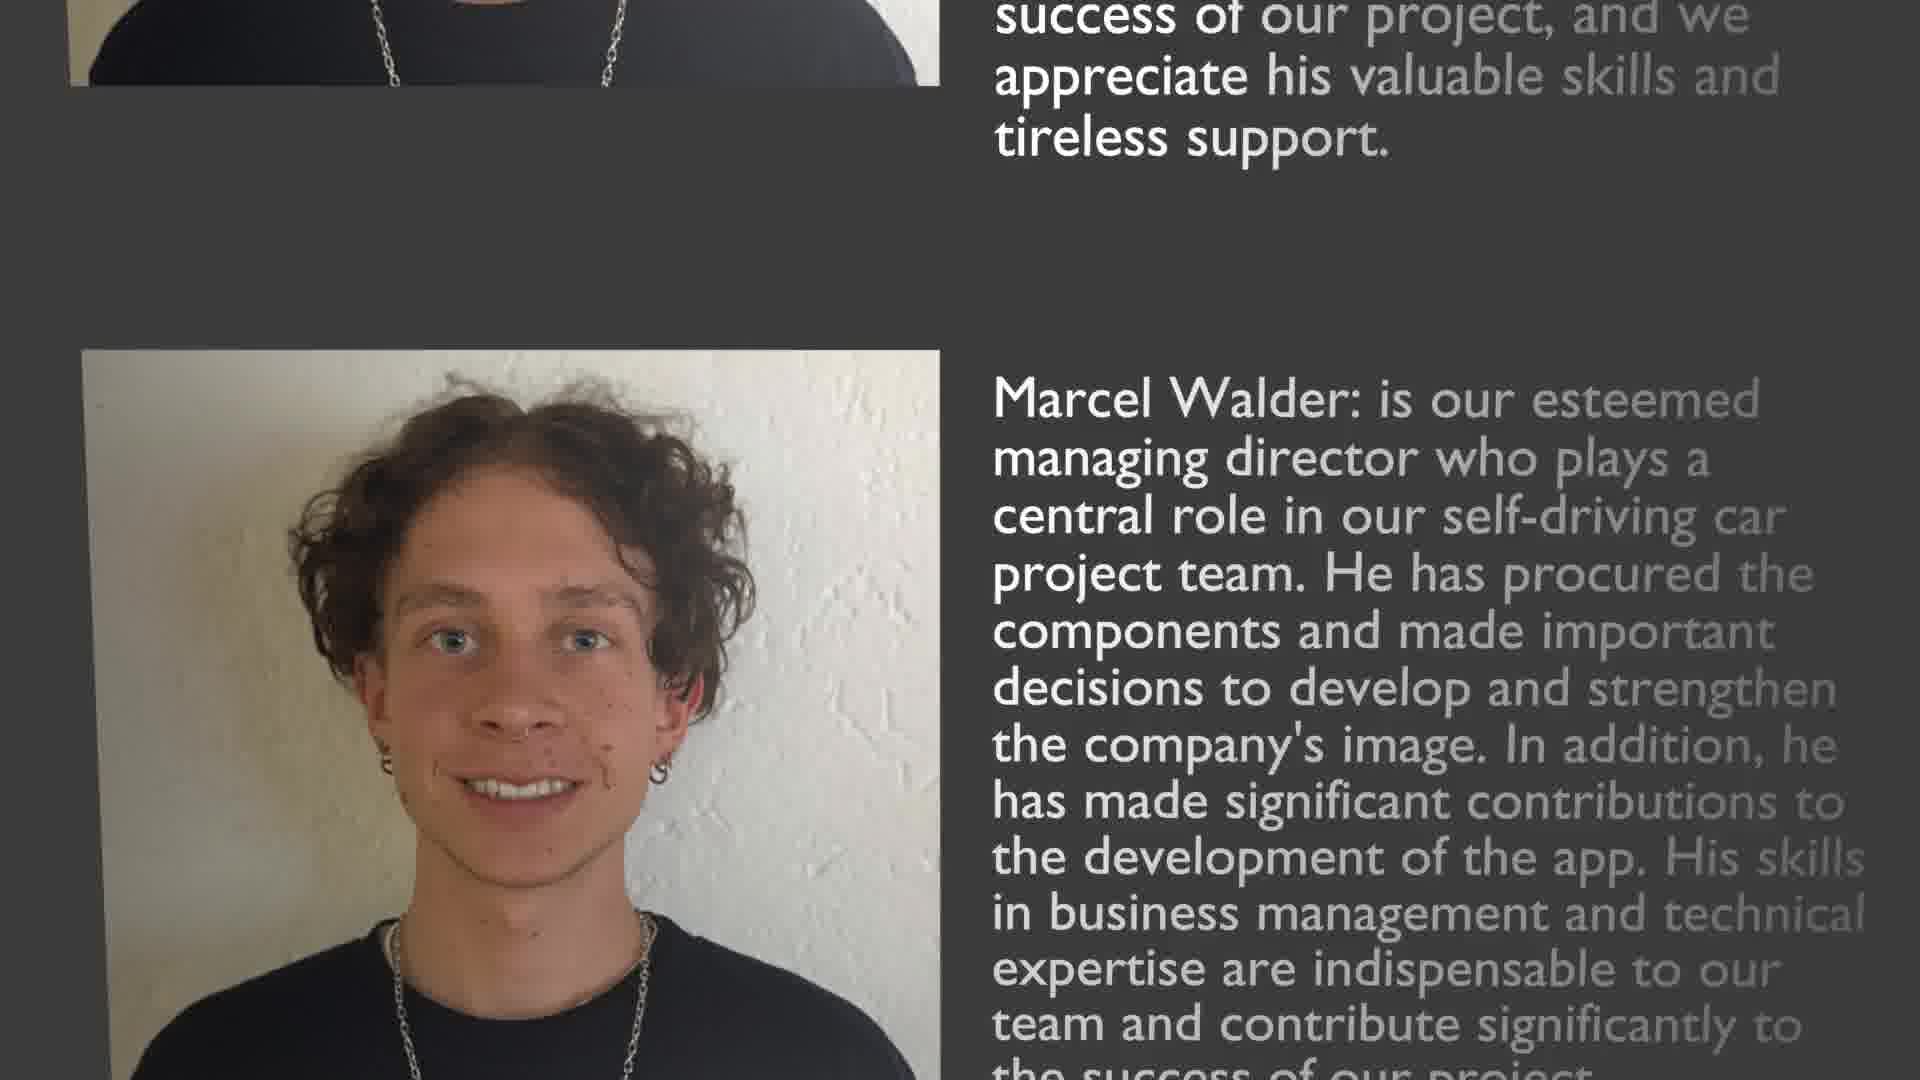 success of our project, and we
appreciate his valuable skills and
tireless support.
Marcel Walder: is our esteemed
managing director who plays a
central role in our self-driving car
project team. He has procured the
components and made important
decisions to develop and strengthen
the company's image. In addition, he
has made significant contributions to
the development of the app. His skills
in business management and technical
expertise are indispensable to our
team and contribute significantly to
the success of our project